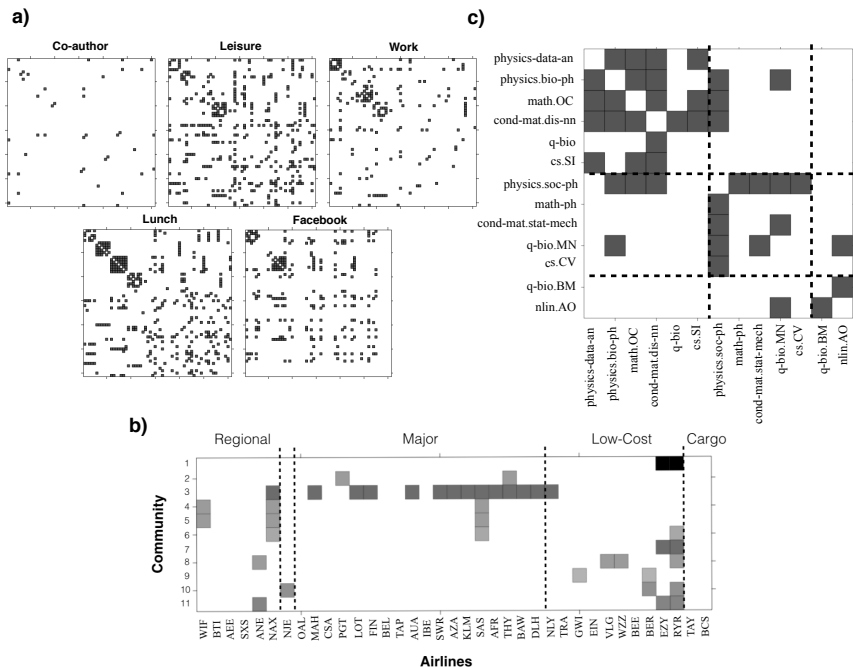 a)
Co-author
Leisure
Work
Lunch
Facebook
c)
physics-data-an
physics.bio-ph
math.OC
cond-mat.dis-nn
q-bio
cs.SI
physics.soc-ph
math-ph
cond-mat.stat-mech
q-bio.MN
cs.CV
q-bio.BM
nlin.AO
physics-data-an
physics.bio-ph
math.OC
cond-mat.dis-nn
q-bio
cs.SI
physics.soc-ph
math-ph
cond-mat.stat-mech
q-bio.MN
cs.CV
q-bio.BM
nlin.AO
b)
Regional
Major
Low-Cost
Cargo
Community
1
2
3
4
5
6
7
8
9
10
11
WIF
BTI
AEE
SXS
ANE
NAX
NJE
OAL
MAH
CSA
PGT
LOT
FIN
BEL
TAP
AUA
IBE
SWR
AZA
KLM
SAS
AFR
THY
BAW
DLH
NLY
TRA
GWI
EIN
VLG
WZZ
BEE
BER
EZY
RYR
TAY
BCS
Airlines